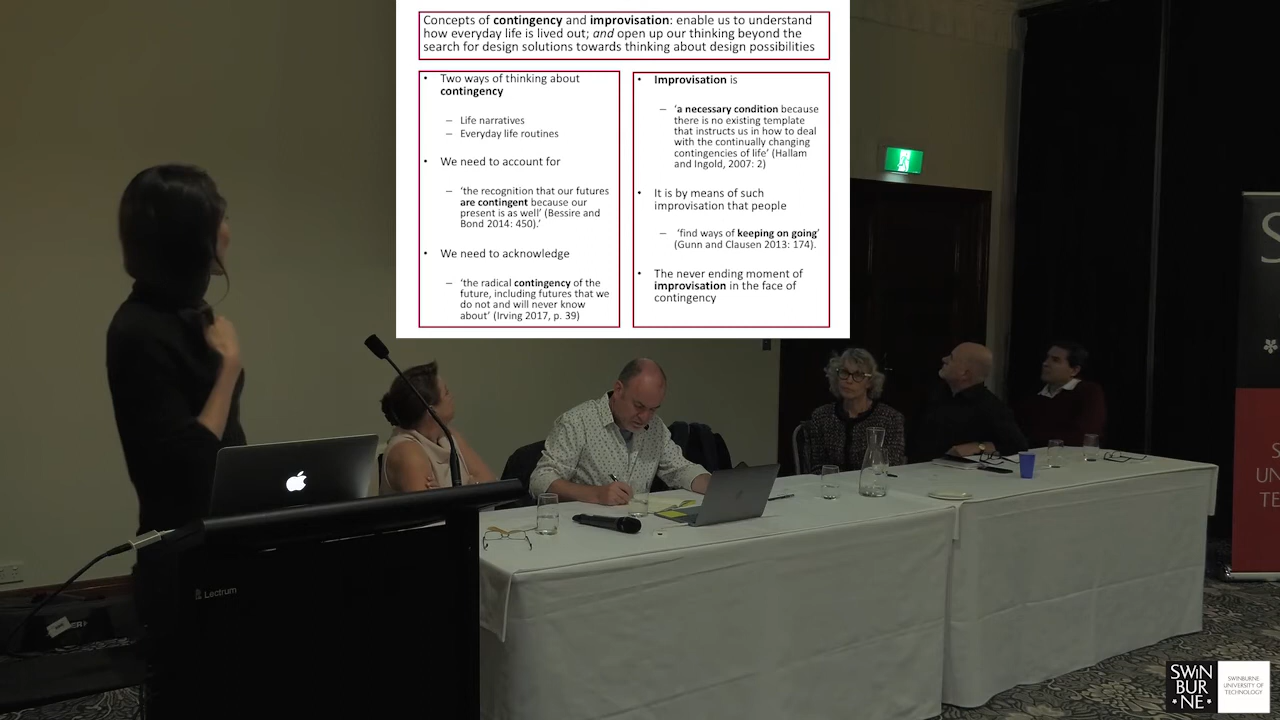 Concepts of contingency and improvisation: enable us to understand
how everyday life is lived out; and open up our thinking beyond the
search for design solutions towards thinking about design possibilities
• Two ways of thinking about
contingency
– Life narratives
– Everyday life routines
• We need to account for
– ‘the recognition that our futures
are contingent because our
present is as well’ (Bessire and
Bond 2014: 450).’
• We need to acknowledge
– ‘the radical contingency of the
future, including futures that we
do not and will never know
about’ (Irving 2017, p. 39)
• Improvisation is
– ‘a necessary condition because
there is no existing template
that instructs us in how to deal
with the continually changing
contingencies of life’ (Hallam
and Ingold, 2007: 2)
• It is by means of such
improvisation that people
– ‘find ways of keeping on going’
(Gunn and Clausen 2013: 174).
• The never ending moment of
improvisation in the face of
contingency
Lectrum
S
S
UN
TE
SWIN
BUR
NE
SWINBURNE
UNIVERSITY OF
TECHNOLOGY